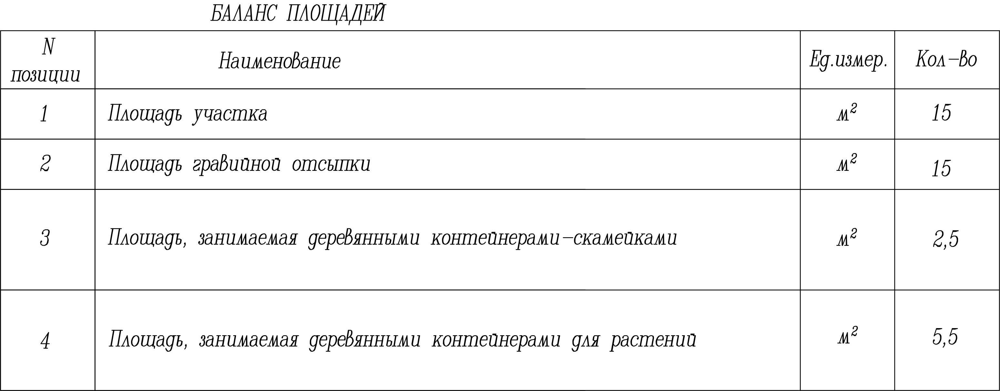 БАЛАНС ПЛОЩАДЕЙ
N позиции Наименование Ед.измер. Кол-во
1 Площадь участка м² 15
2 Площадь гравийной отсыпки м² 15
3 Площадь, занимаемая деревянными контейнерами-скамейками м² 2,5
4 Площадь, занимаемая деревянными контейнерами для растений м² 5,5